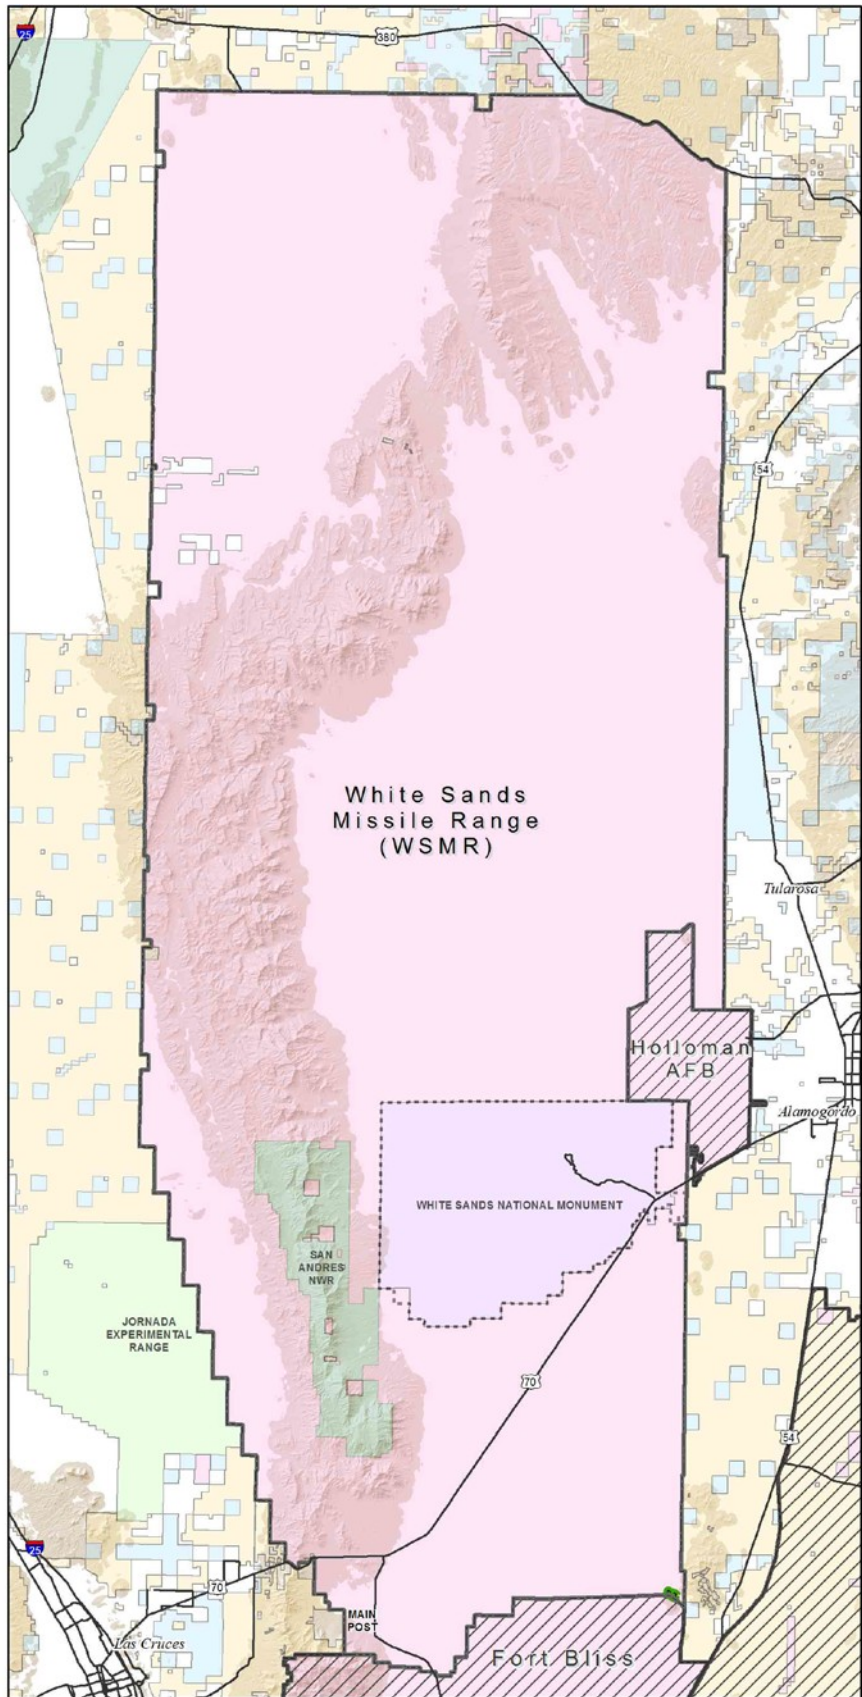 25
380
54
White Sands
Missile Range
(WSMR)
Tularosa
Holloman
AFB
Alamogordo
WHITE SANDS NATIONAL MONUMENT
SAN
ANDRES
NWR
JORNADA
EXPERIMENTAL
RANGE
70
54
25
70
MAIN
POST
Las Cruces
Fort Bliss